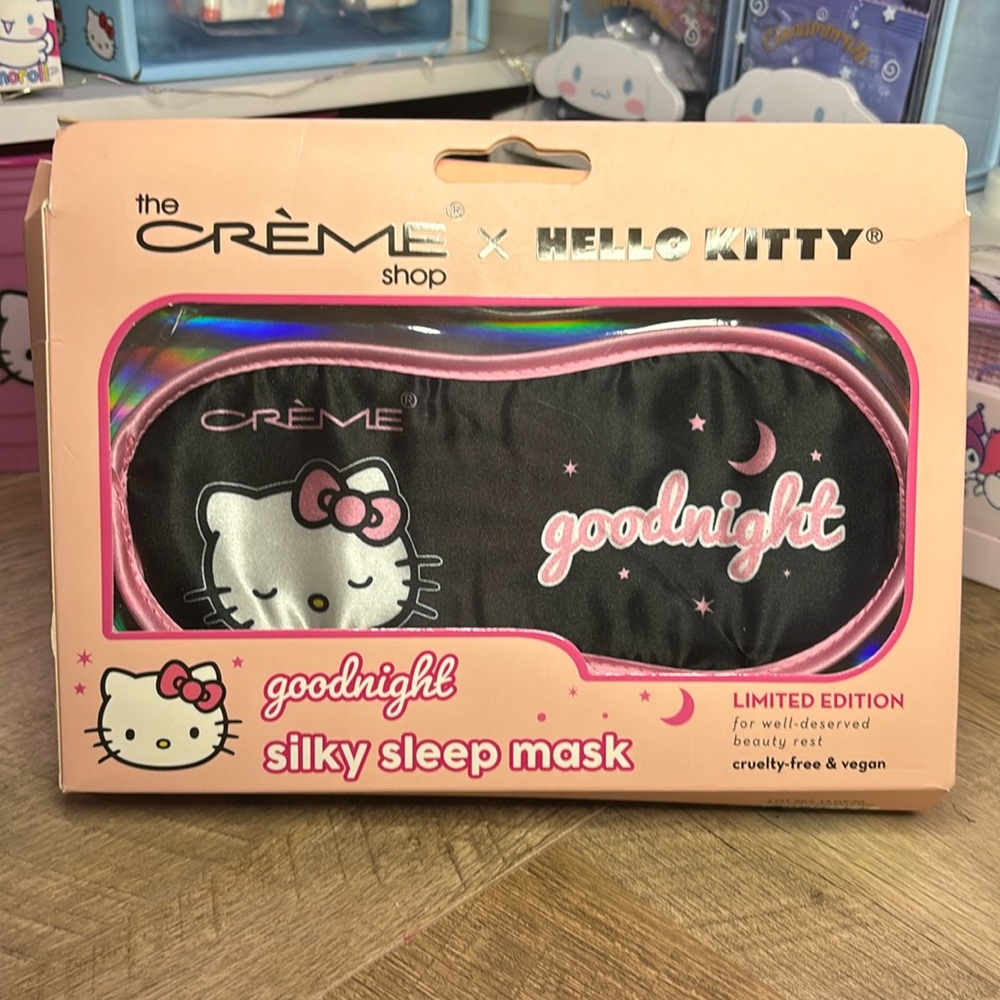 the
CRÈME®
shop
X HELLO KITTY®
CRÈME®
goodnight
goodnight
silky sleep mask
LIMITED EDITION
for well-deserved
beauty rest
cruelty-free & vegan